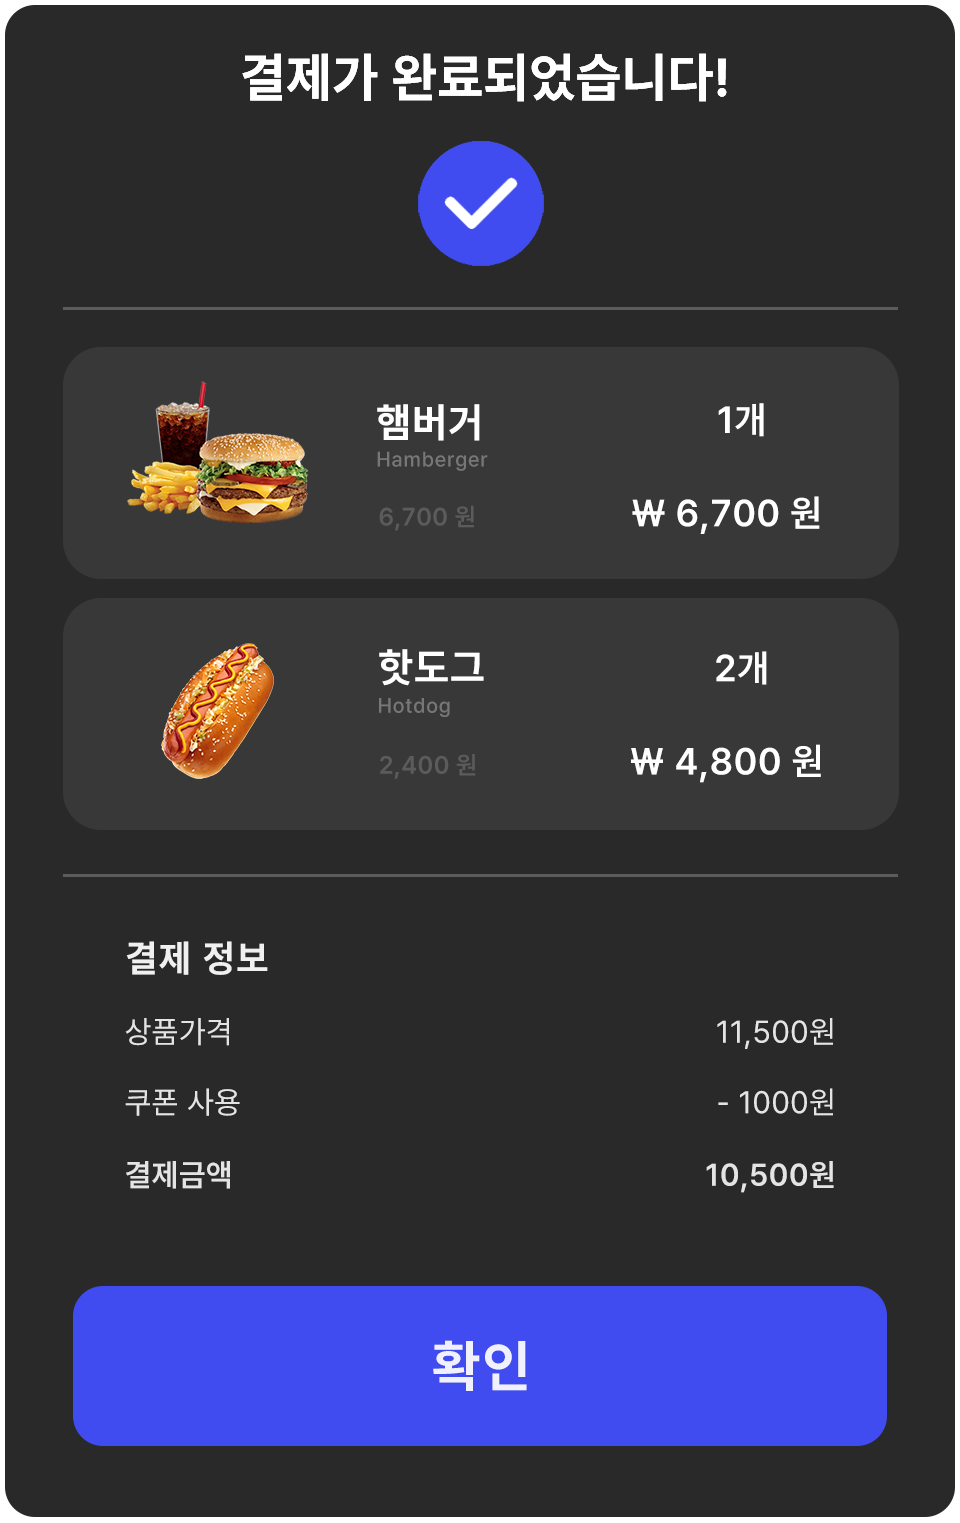 결제가 완료되었습니다!
햄버거
Hamberger
6,700 원
1개
₩ 6,700 원
핫도그
Hotdog
2,400 원
2개
₩ 4,800 원
결제 정보
상품가격 11,500원
쿠폰 사용 - 1000원
결제금액 10,500원
확인